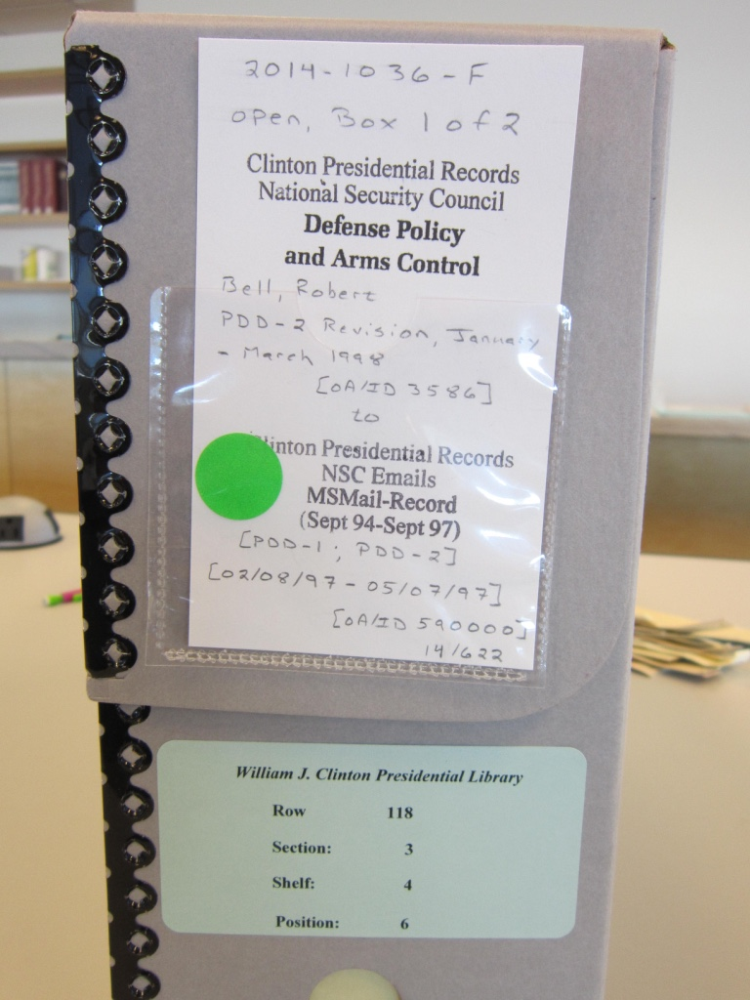 2014-1036-F
open, Box 1 of 2
Clinton Presidential Records
National Security Council
Defense Policy
and Arms Control
Bell, Robert
PDD-2 Revision, January
- March 1998
[OA/ID 3586]
to
Clinton Presidential Records
NSC Emails
MSMail-Record
(Sept 94-Sept 97)
[PDD-1; PDD-2]
[02/08/97 - 05/07/97]
[OA/ID 590000]
14/622
William J. Clinton Presidential Library
Row 118
Section: 3
Shelf: 4
Position: 6